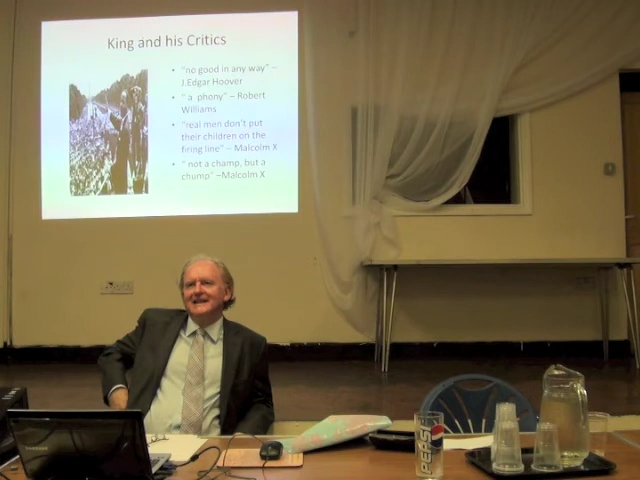 King and his Critics
• "no good in any way" –
J.Edgar Hoover
• " a phony" – Robert
Williams
• "real men don't put
their children on the
firing line" – Malcolm X
• " not a champ, but a
chump" –Malcolm X
PEPSI